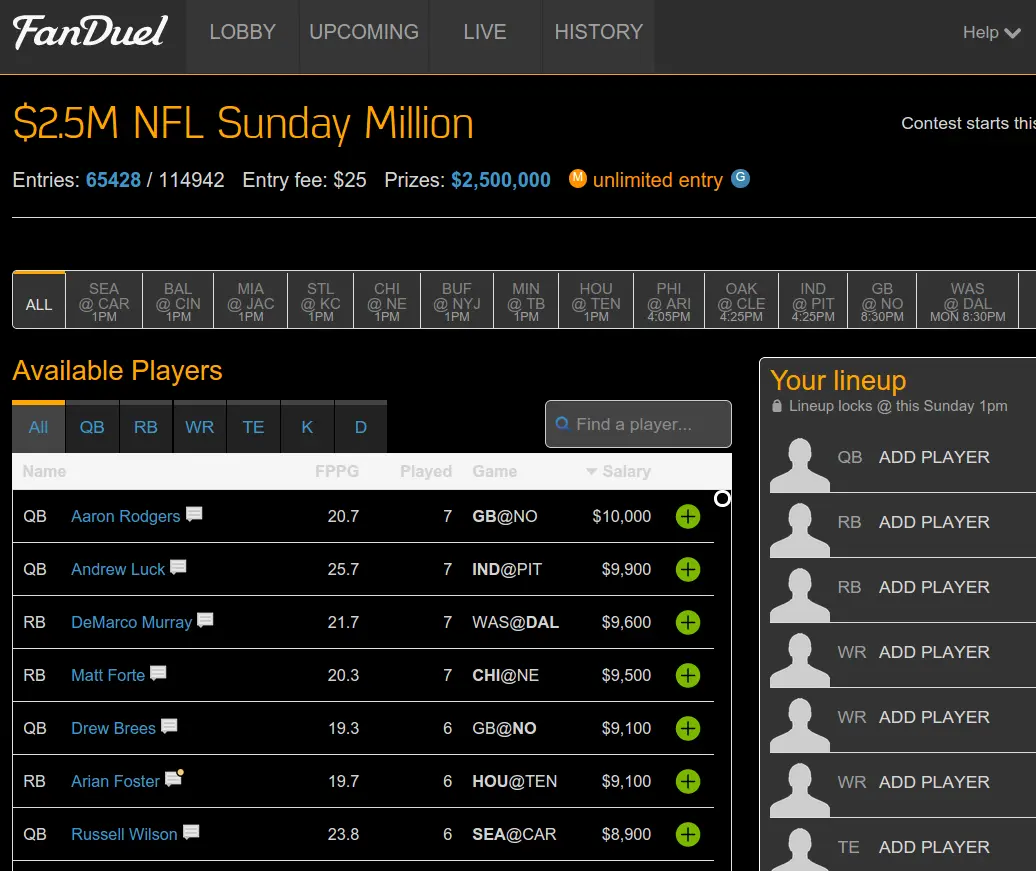 FanDuel LOBBY UPCOMING LIVE HISTORY Help
$2.5M NFL Sunday Million
Contest starts this
Entries: 65428 / 114942 Entry fee: $25 Prizes: $2,500,000 M unlimited entry G
ALL
SEA @ CAR 1PM
BAL @ CIN 1PM
MIA @ JAC 1PM
STL @ KC 1PM
CHI @ NE 1PM
BUF @ NYJ 1PM
MIN @ TB 1PM
HOU @ TEN 1PM
PHI @ ARI 4:05PM
OAK @ CLE 4:25PM
IND @ PIT 4:25PM
GB @ NO 8:30PM
WAS @ DAL MON 8:30PM
Available Players
All QB RB WR TE K D
Find a player...
Name FPPG Played Game Salary
QB Aaron Rodgers 20.7 7 GB@NO $10,000
QB Andrew Luck 25.7 7 IND@PIT $9,900
RB DeMarco Murray 21.7 7 WAS@DAL $9,600
RB Matt Forte 20.3 7 CHI@NE $9,500
QB Drew Brees 19.3 6 GB@NO $9,100
RB Arian Foster 19.7 6 HOU@TEN $9,100
QB Russell Wilson 23.8 6 SEA@CAR $8,900
Your lineup
Lineup locks @ this Sunday 1pm
QB ADD PLAYER
RB ADD PLAYER
RB ADD PLAYER
WR ADD PLAYER
WR ADD PLAYER
WR ADD PLAYER
TE ADD PLAYER